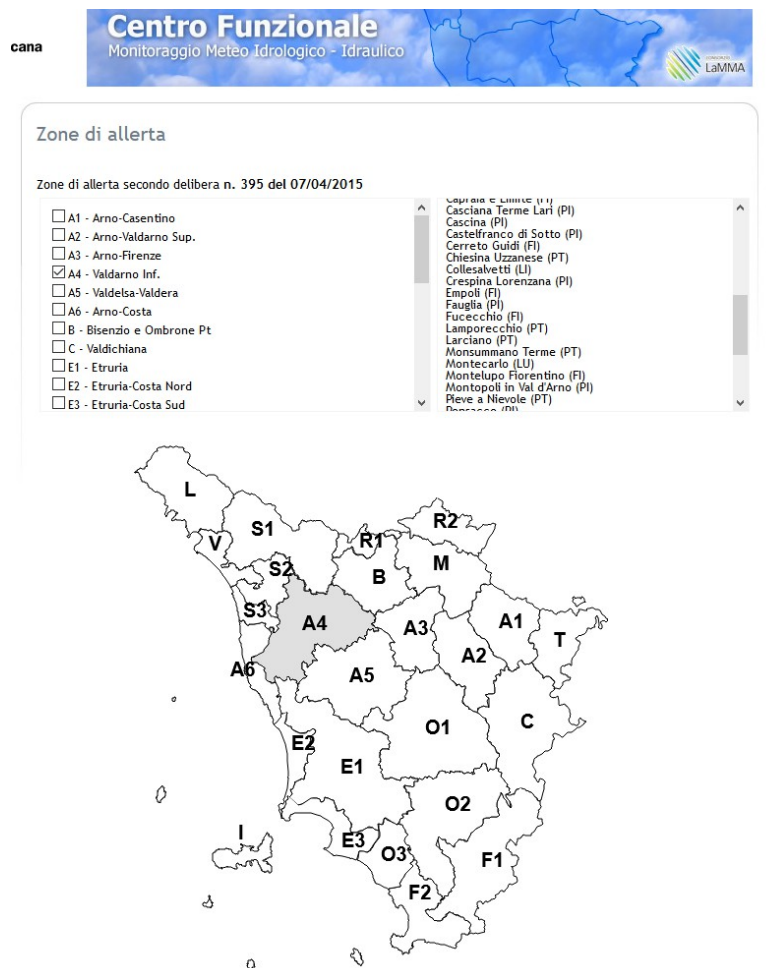 Centro Funzionale
cana
Monitoraggio Meteo Idrologico - Idraulico
CONSORZIO
LaMMA
Zone di allerta
Zone di allerta secondo delibera n. 395 del 07/04/2015
A1 - Arno-Casentino
A2 - Arno-Valdarno Sup.
A3 - Arno-Firenze
A4 - Valdarno Inf.
A5 - Valdelsa-Valdera
A6 - Arno-Costa
B - Bisenzio e Ombrone Pt
C - Valdichiana
E1 - Etruria
E2 - Etruria-Costa Nord
E3 - Etruria-Costa Sud
Capraia e Limite (FI)
Casciana Terme Lari (PI)
Cascina (PI)
Castelfranco di Sotto (PI)
Cerreto Guidi (FI)
Chiesina Uzzanese (PT)
Collesalvetti (LI)
Crespina Lorenzana (PI)
Empoli (FI)
Fauglia (PI)
Fucecchio (FI)
Lamporecchio (PT)
Larciano (PT)
Monsummano Terme (PT)
Montecarlo (LU)
Montelupo Fiorentino (FI)
Montopoli in Val d'Arno (PI)
Pieve a Nievole (PT)
Ponsacco (PI)
L
S1
R2
V
R1
S2
B
M
S3
A4
A3
A1
T
A6
A5
A2
O1
C
E2
E1
O2
I
E3
O3
F1
F2